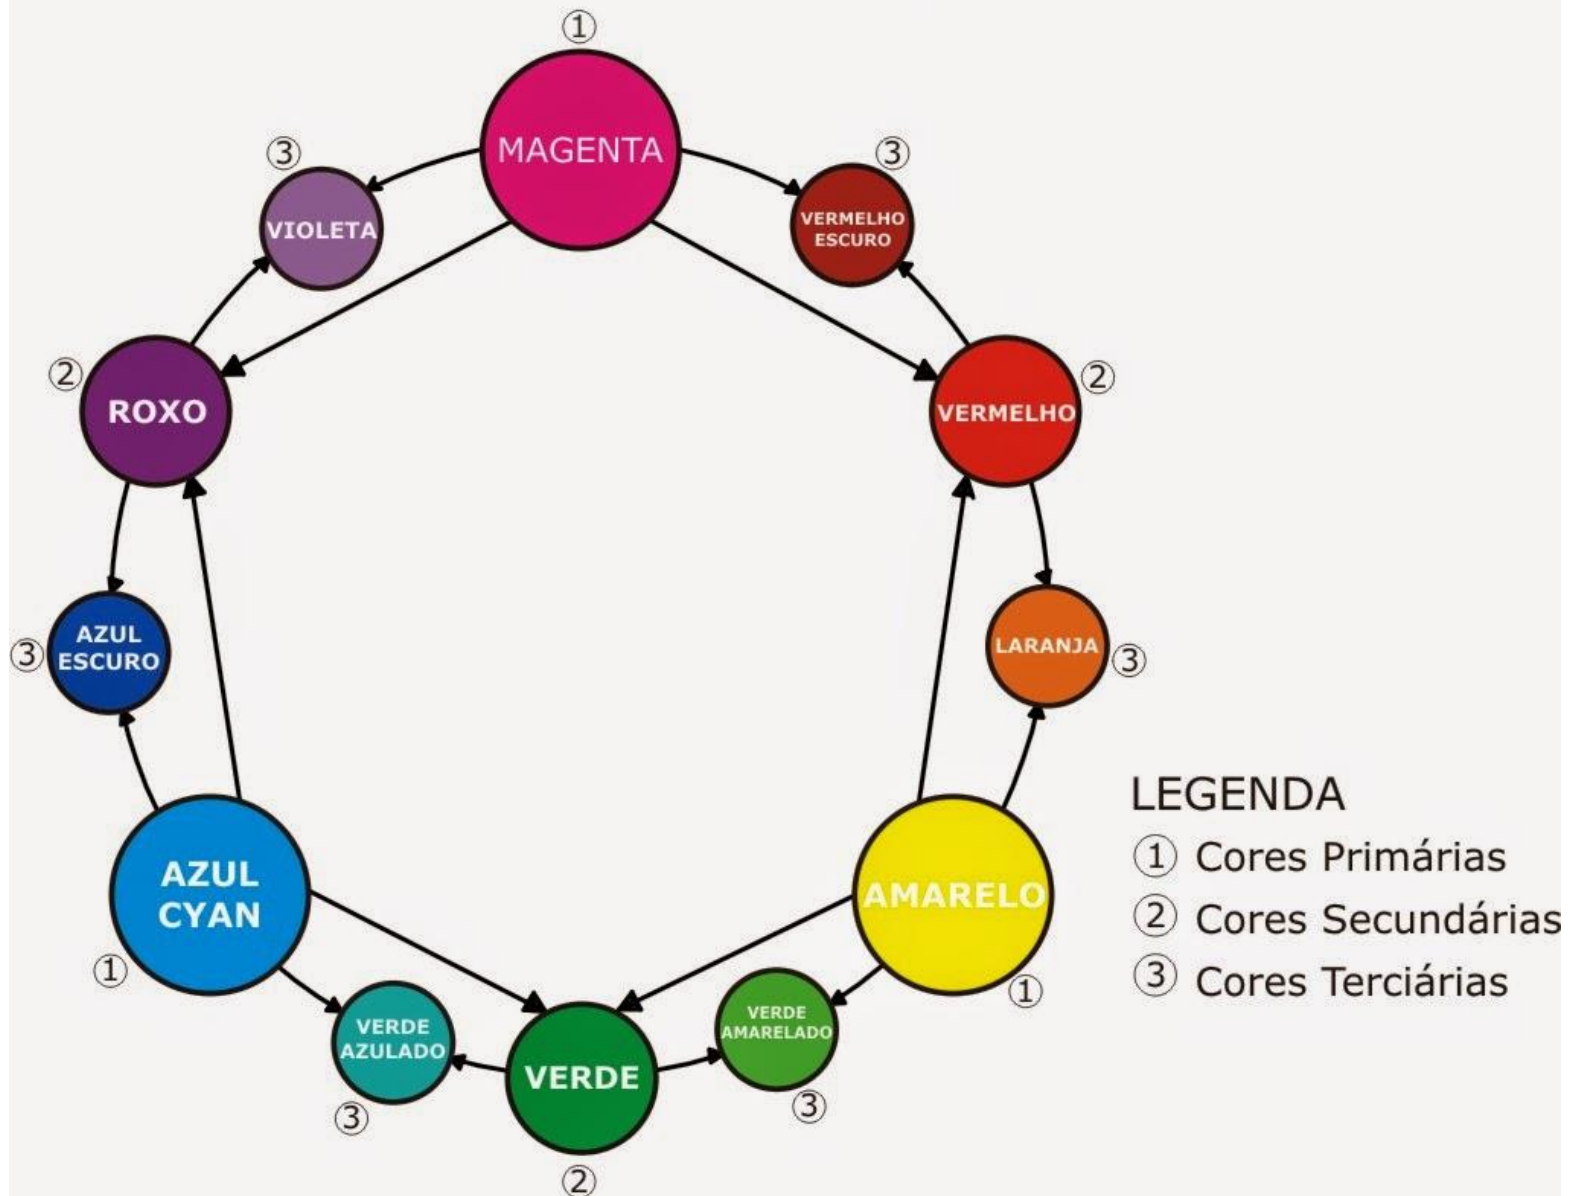 ①
MAGENTA
③
VIOLETA
③
VERMELHO
ESCURO
②
ROXO
VERMELHO
②
③
AZUL
ESCURO
LARANJA
③
AZUL
CYAN
①
AMARELO
①
VERDE
AZULADO
③
VERDE
②
VERDE
AMARELADO
③
LEGENDA
① Cores Primárias
② Cores Secundárias
③ Cores Terciárias